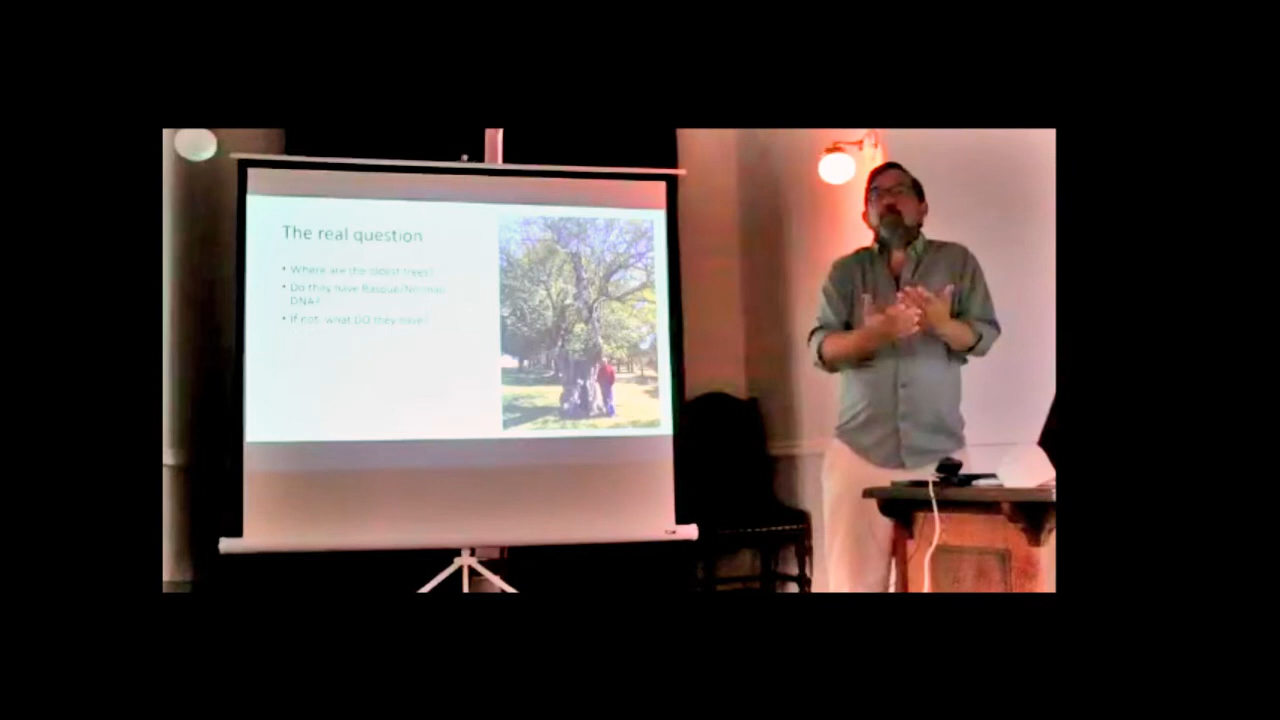 The real question
• Where are the oldest trees?
• Do they have Basque/Norman
DNA?
• If not, what DO they have?